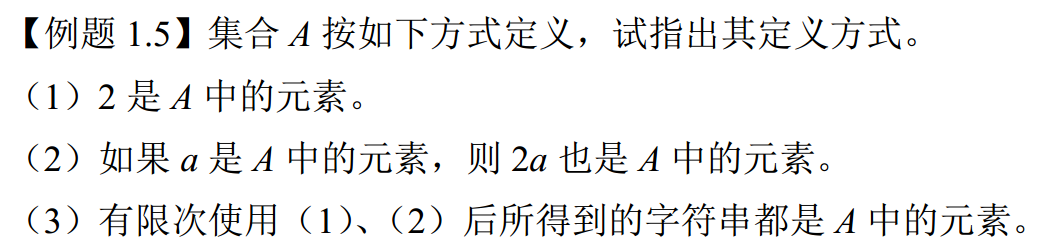 【例题 1.5】集合 A 按如下方式定义，试指出其定义方式。
（1）2 是 A 中的元素。
（2）如果 a 是 A 中的元素，则 2a 也是 A 中的元素。
（3）有限次使用（1）、（2）后所得到的字符串都是 A 中的元素。